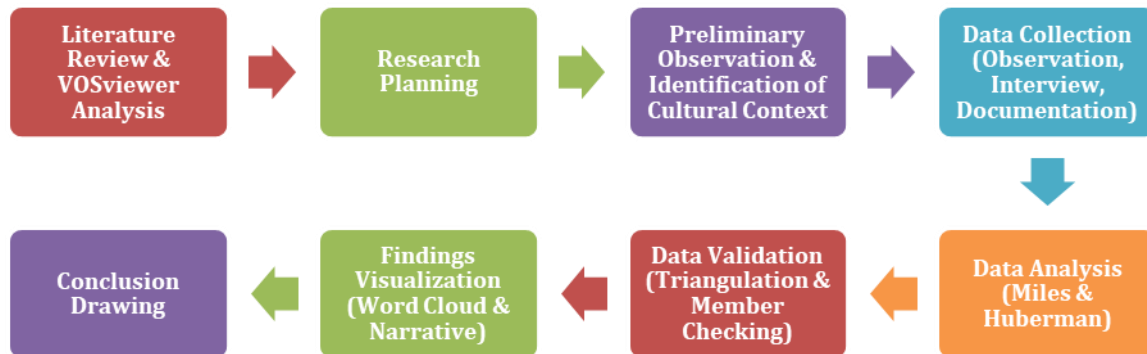 Literature
Review &
VOSviewer
Analysis
Research
Planning
Preliminary
Observation &
Identification of
Cultural Context
Data Collection
(Observation,
Interview,
Documentation)
Data Analysis
(Miles &
Huberman)
Data Validation
(Triangulation &
Member
Checking)
Findings
Visualization
(Word Cloud &
Narrative)
Conclusion
Drawing